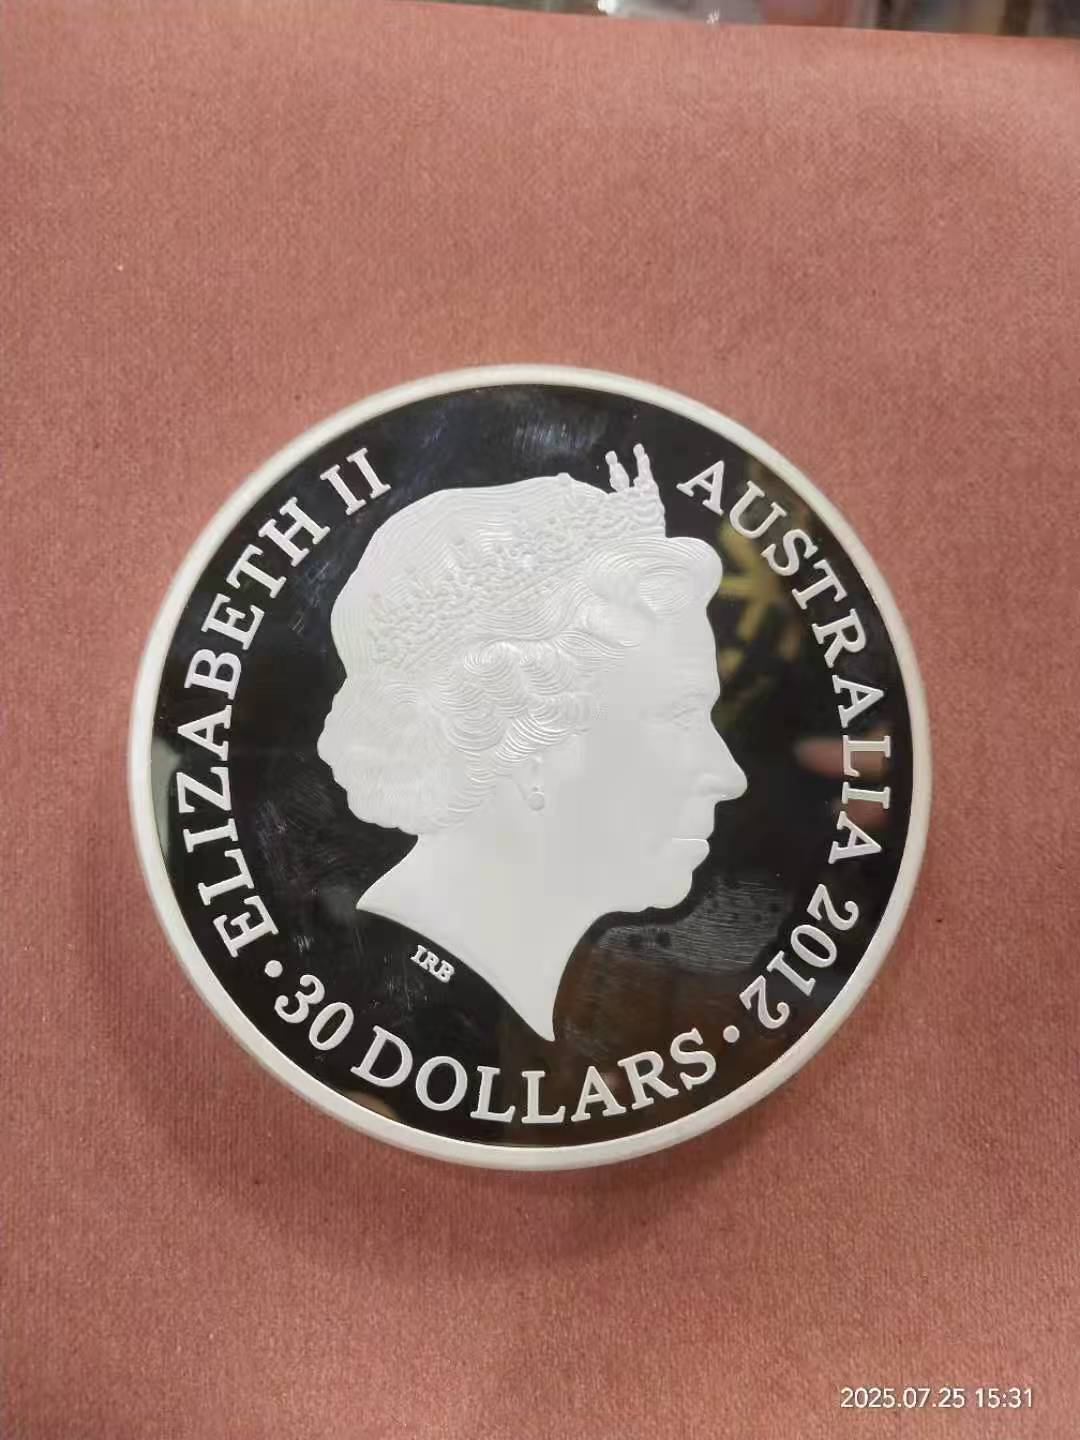 ELIZABETH II
AUSTRALIA 2012
• 30 DOLLARS •
IRB
2025.07.25 15:31